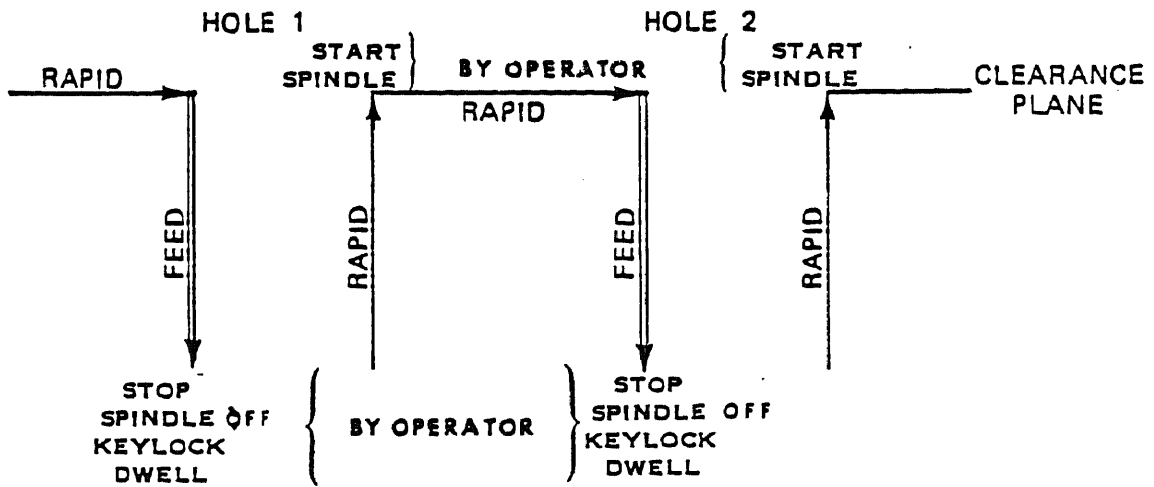 HOLE 1
START
SPINDLE
RAPID
BY OPERATOR
RAPID
HOLE 2
START
SPINDLE
CLEARANCE
PLANE
FEED
RAPID
FEED
RAPID
STOP
SPINDLE OFF
KEYLOCK
DWELL
BY OPERATOR
STOP
SPINDLE OFF
KEYLOCK
DWELL